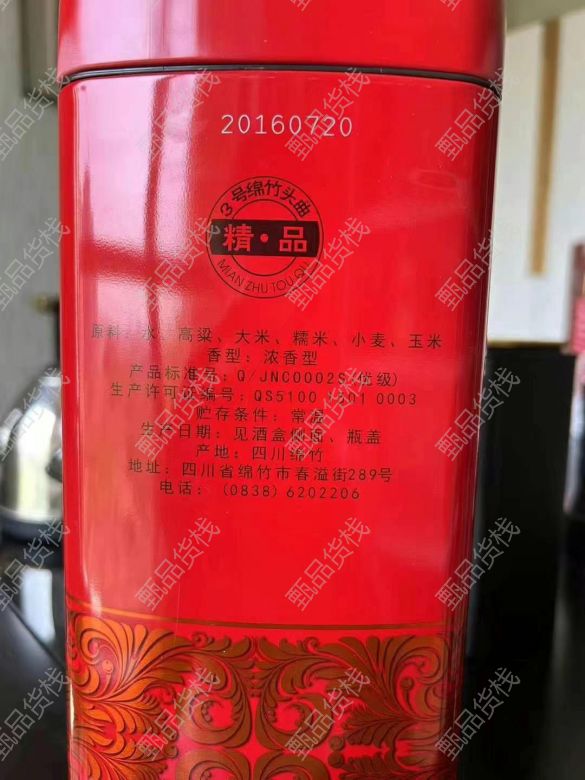 20160720
3号绵竹头曲
精·品
MIAN ZHU TOU QU
原料：水、高粱、大米、糯米、小麦、玉米
香型：浓香型
产品标准号：Q/JNC0002S(优级)
生产许可证编号：QS5100 1501 0003
贮存条件：常温
生产日期：见酒盒侧面、瓶盖
产地：四川绵竹
地址：四川省绵竹市春溢街289号
电话：(0838)6202206
甄品货栈